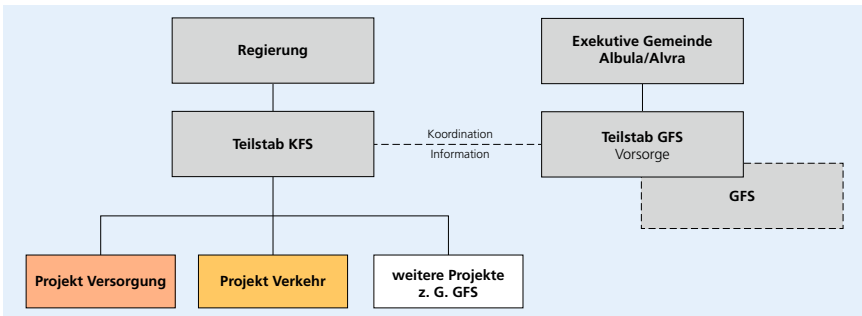 Regierung
Exekutive Gemeinde
Albula/Alvra
Teilstab KFS
Koordination
Information
Teilstab GFS
Vorsorge
GFS
Projekt Versorgung
Projekt Verkehr
weitere Projekte
z. G. GFS